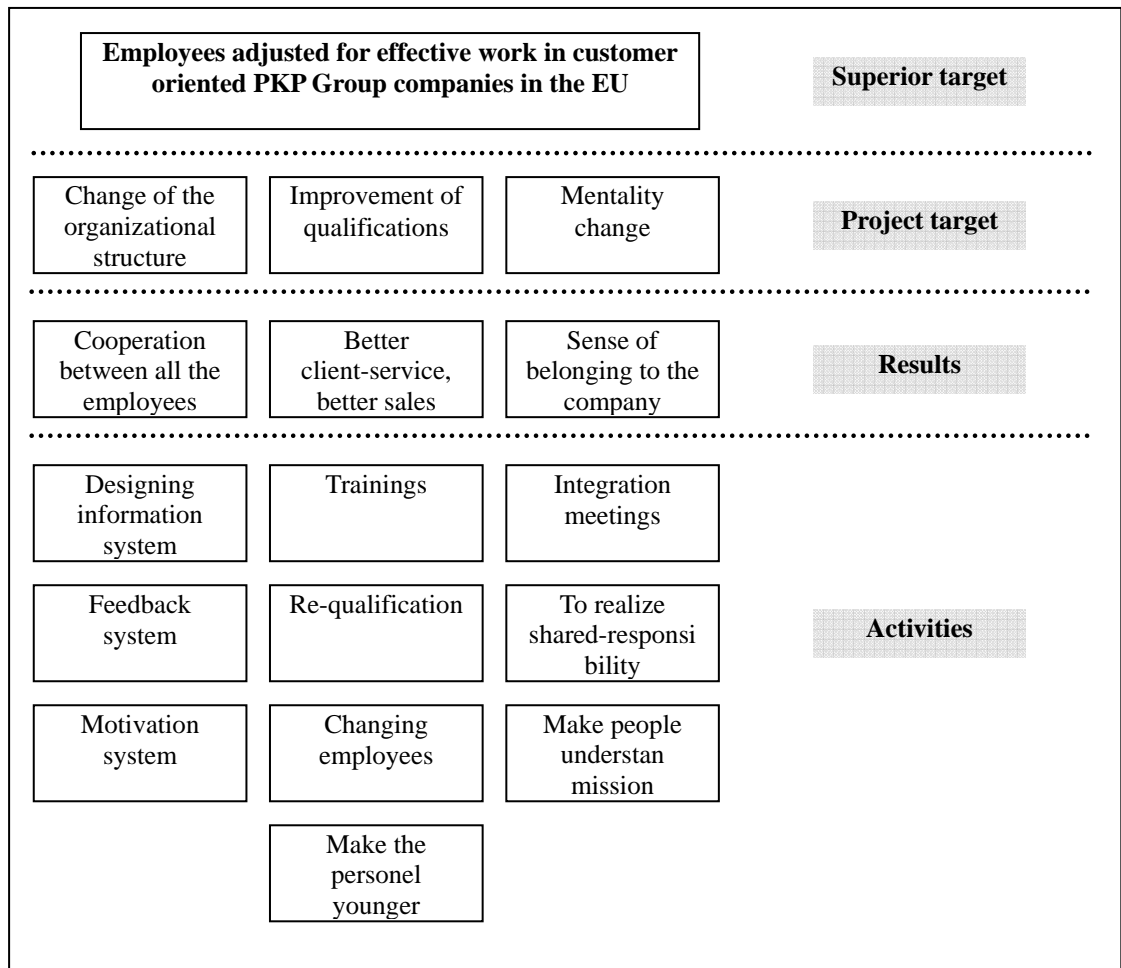 Employees adjusted for effective work in customer
oriented PKP Group companies in the EU
Superior target
Change of the
organizational
structure
Improvement of
qualifications
Mentality
change
Project target
Cooperation
between all the
employees
Better
client-service,
better sales
Sense of
belonging to the
company
Results
Designing
information
system
Trainings
Integration
meetings
Feedback
system
Re-qualification
To realize
shared-responsi
bility
Activities
Motivation
system
Changing
employees
Make people
understan
mission
Make the
personel
younger